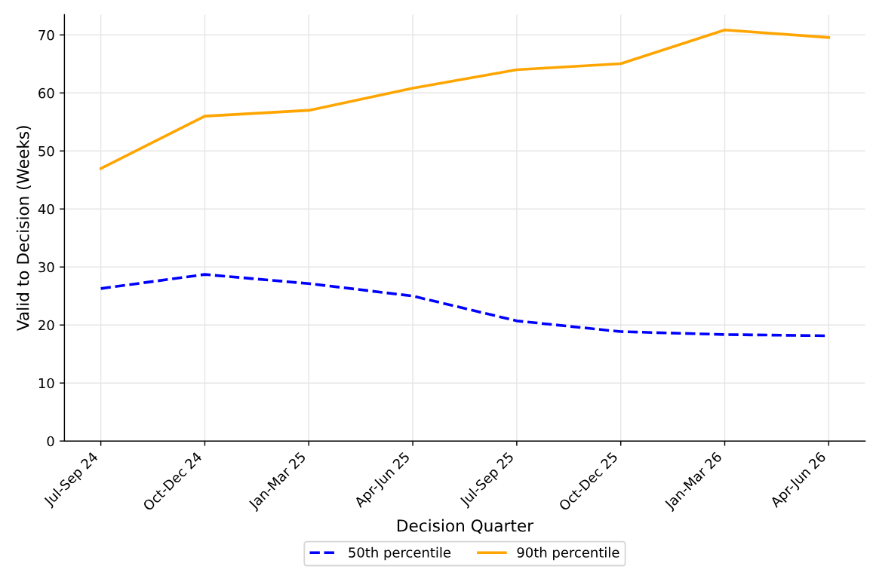 70
60
50
40
30
20
10
0
Valid to Decision (Weeks)
Jul-Sep 24
Oct-Dec 24
Jan-Mar 25
Apr-Jun 25
Jul-Sep 25
Oct-Dec 25
Jan-Mar 26
Apr-Jun 26
Decision Quarter
50th percentile
90th percentile